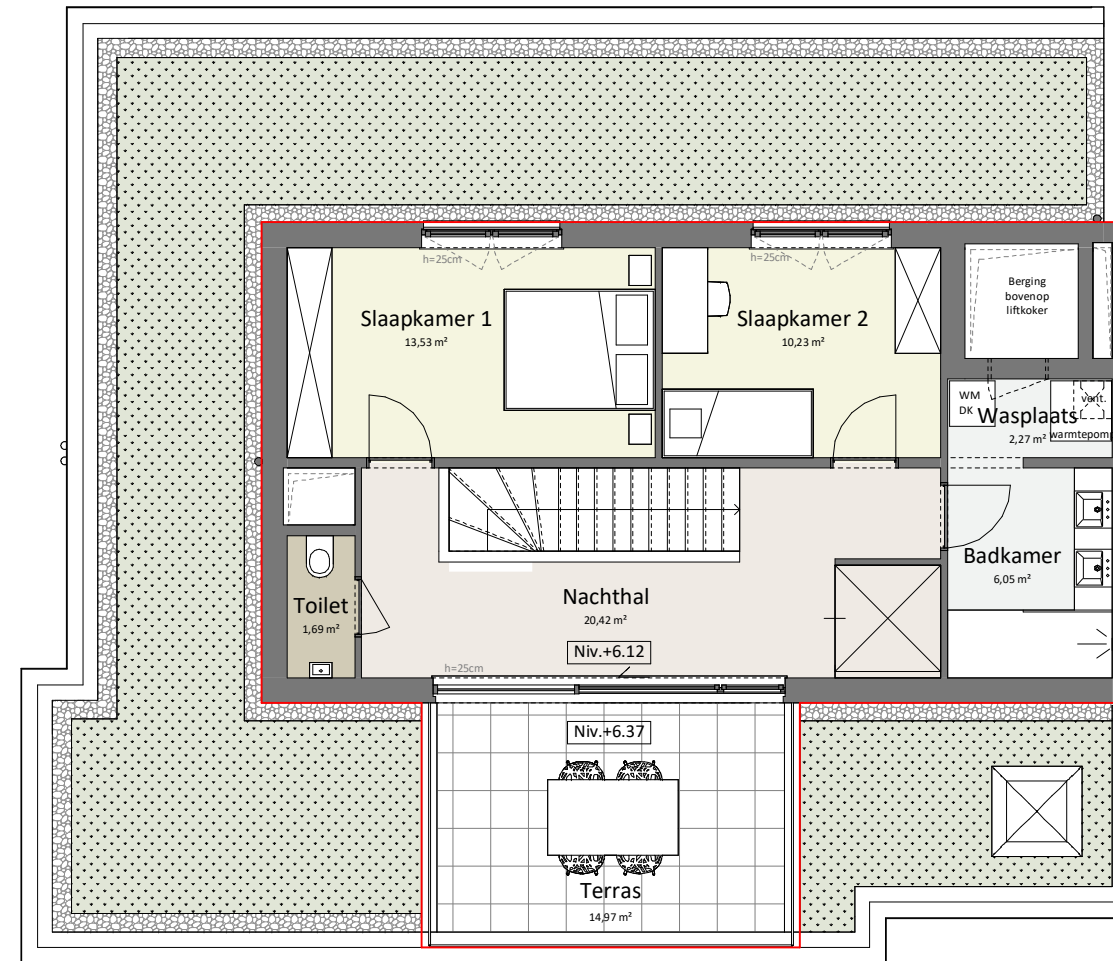 h=25cm
h=25cm
Slaapkamer 1
13,53 m²
Slaapkamer 2
10,23 m²
Berging
bovenop
liftkoker
WM
DK
vent.
Wasplaats
2,27 m²
warmtepomp
Badkamer
6,05 m²
Toilet
1,69 m²
Nachthal
20,42 m²
Niv.+6.12
h=25cm
Niv.+6.37
Terras
14,97 m²